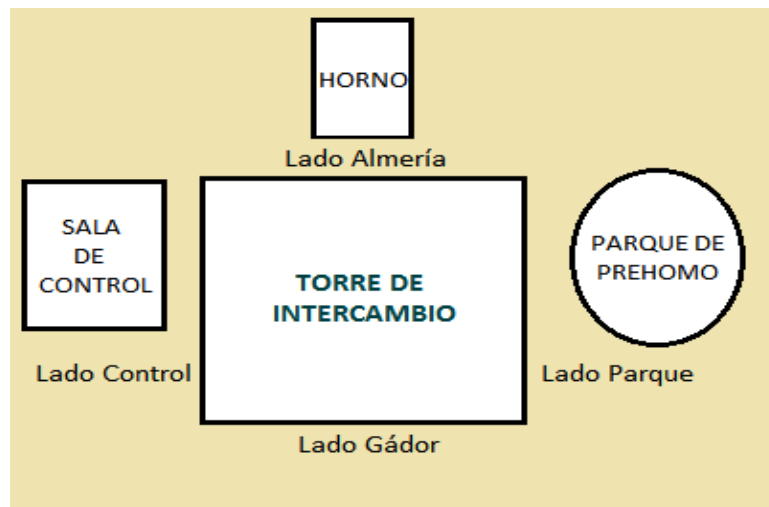 HORNO
Lado Almería
SALA
DE
CONTROL
TORRE DE
INTERCAMBIO
PARQUE DE
PREHOMO
Lado Control
Lado Parque
Lado Gádor